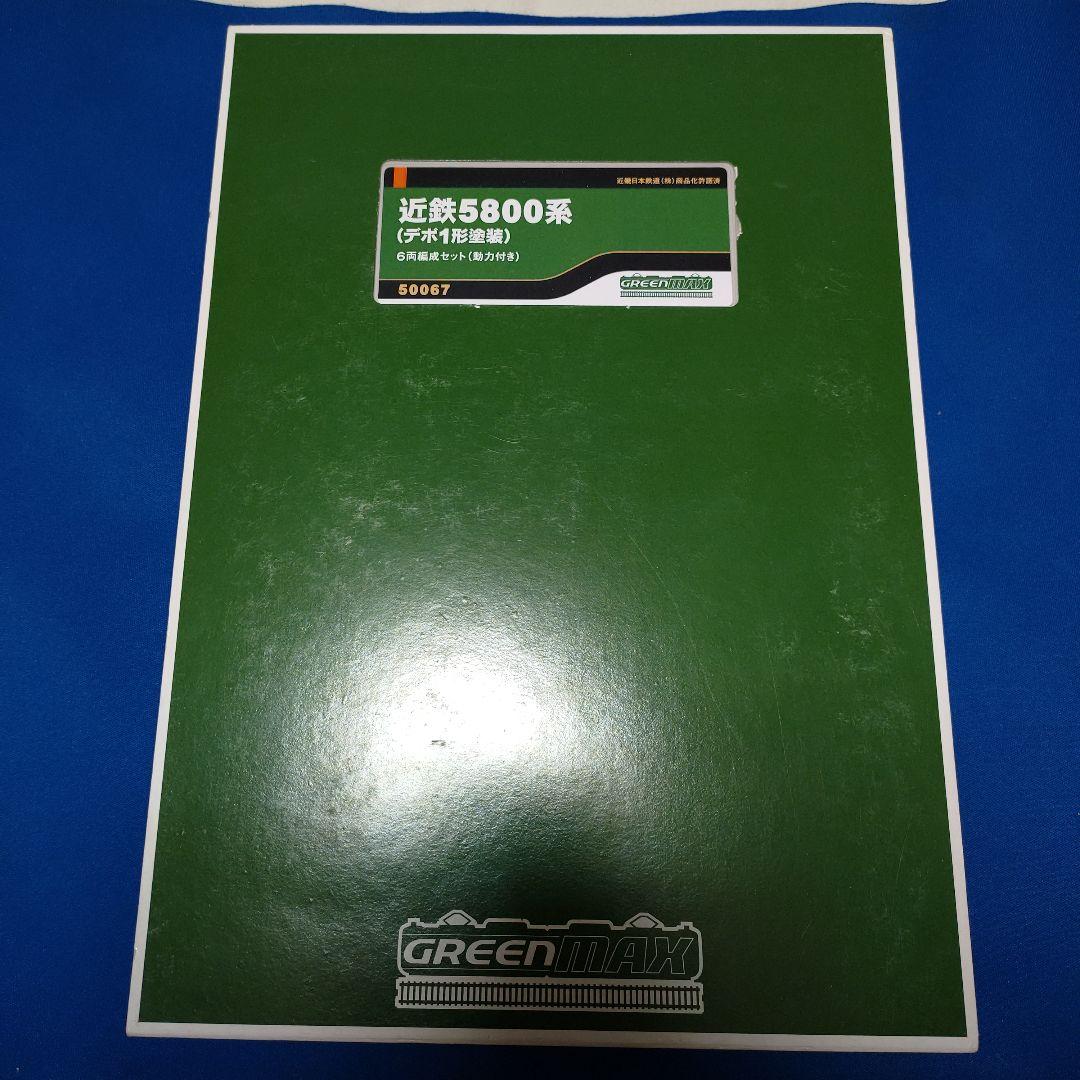 近畿日本鉄道(株)商品化許諾済
近鉄5800系
(デボ1形塗装)
6両編成セット(動力付き)
50067
GREENMAX
GREENMAX